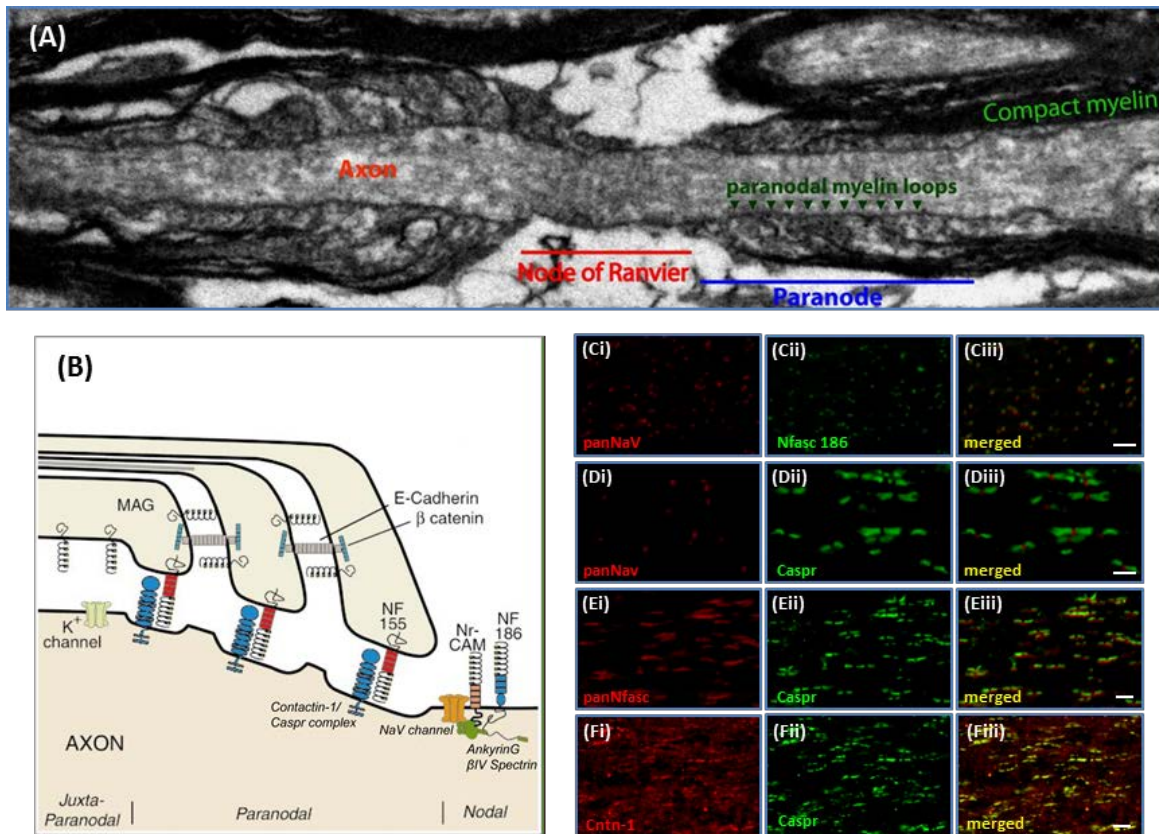 (A)
Compact myelin
Axon
paranodal myelin loops
Node of Ranvier
Paranode
(B)
MAG
E-Cadherin
β catenin
K+
channel
NF
155
Nr-
CAM
NF
186
Contactin-1/
Caspr complex
NaV channel
AnkyrinG
βIV Spectrin
AXON
Juxta-
Paranodal
Paranodal
Nodal
(Ci)
panNaV
(Cii)
Nfasc 186
(Ciii)
merged
(Di)
panNav
(Dii)
Caspr
(Diii)
merged
(Ei)
panNfasc
(Eii)
Caspr
(Eiii)
merged
(Fi)
Cntn-1
(Fii)
Caspr
(Fiii)
merged